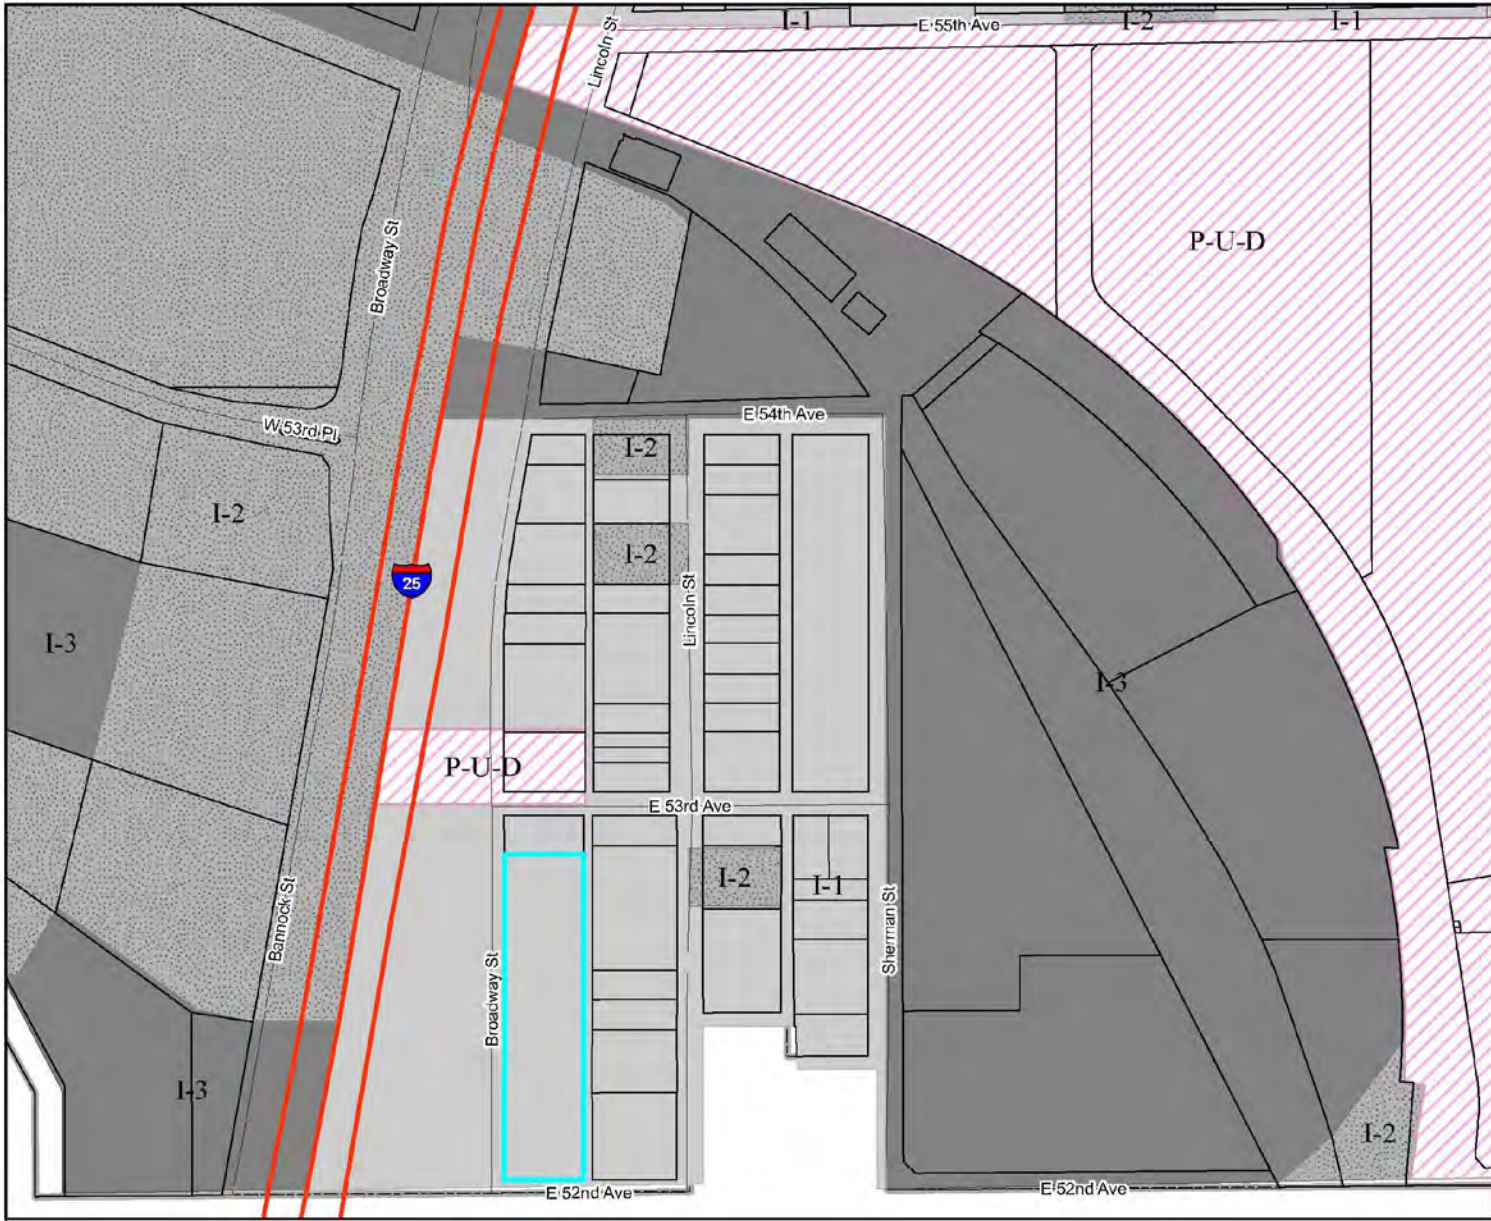 I-1
E 55th Ave
I-2
I-1
Lincoln St
P-U-D
Broadway St
E 54th Ave
W 53rd Pl
I-2
I-2
I-2
25
Lincoln St
I-3
I-3
P-U-D
E 53rd Ave
I-2
I-1
Bannock St
Sherman St
Broadway St
I-3
I-2
E 52nd Ave
E 52nd Ave